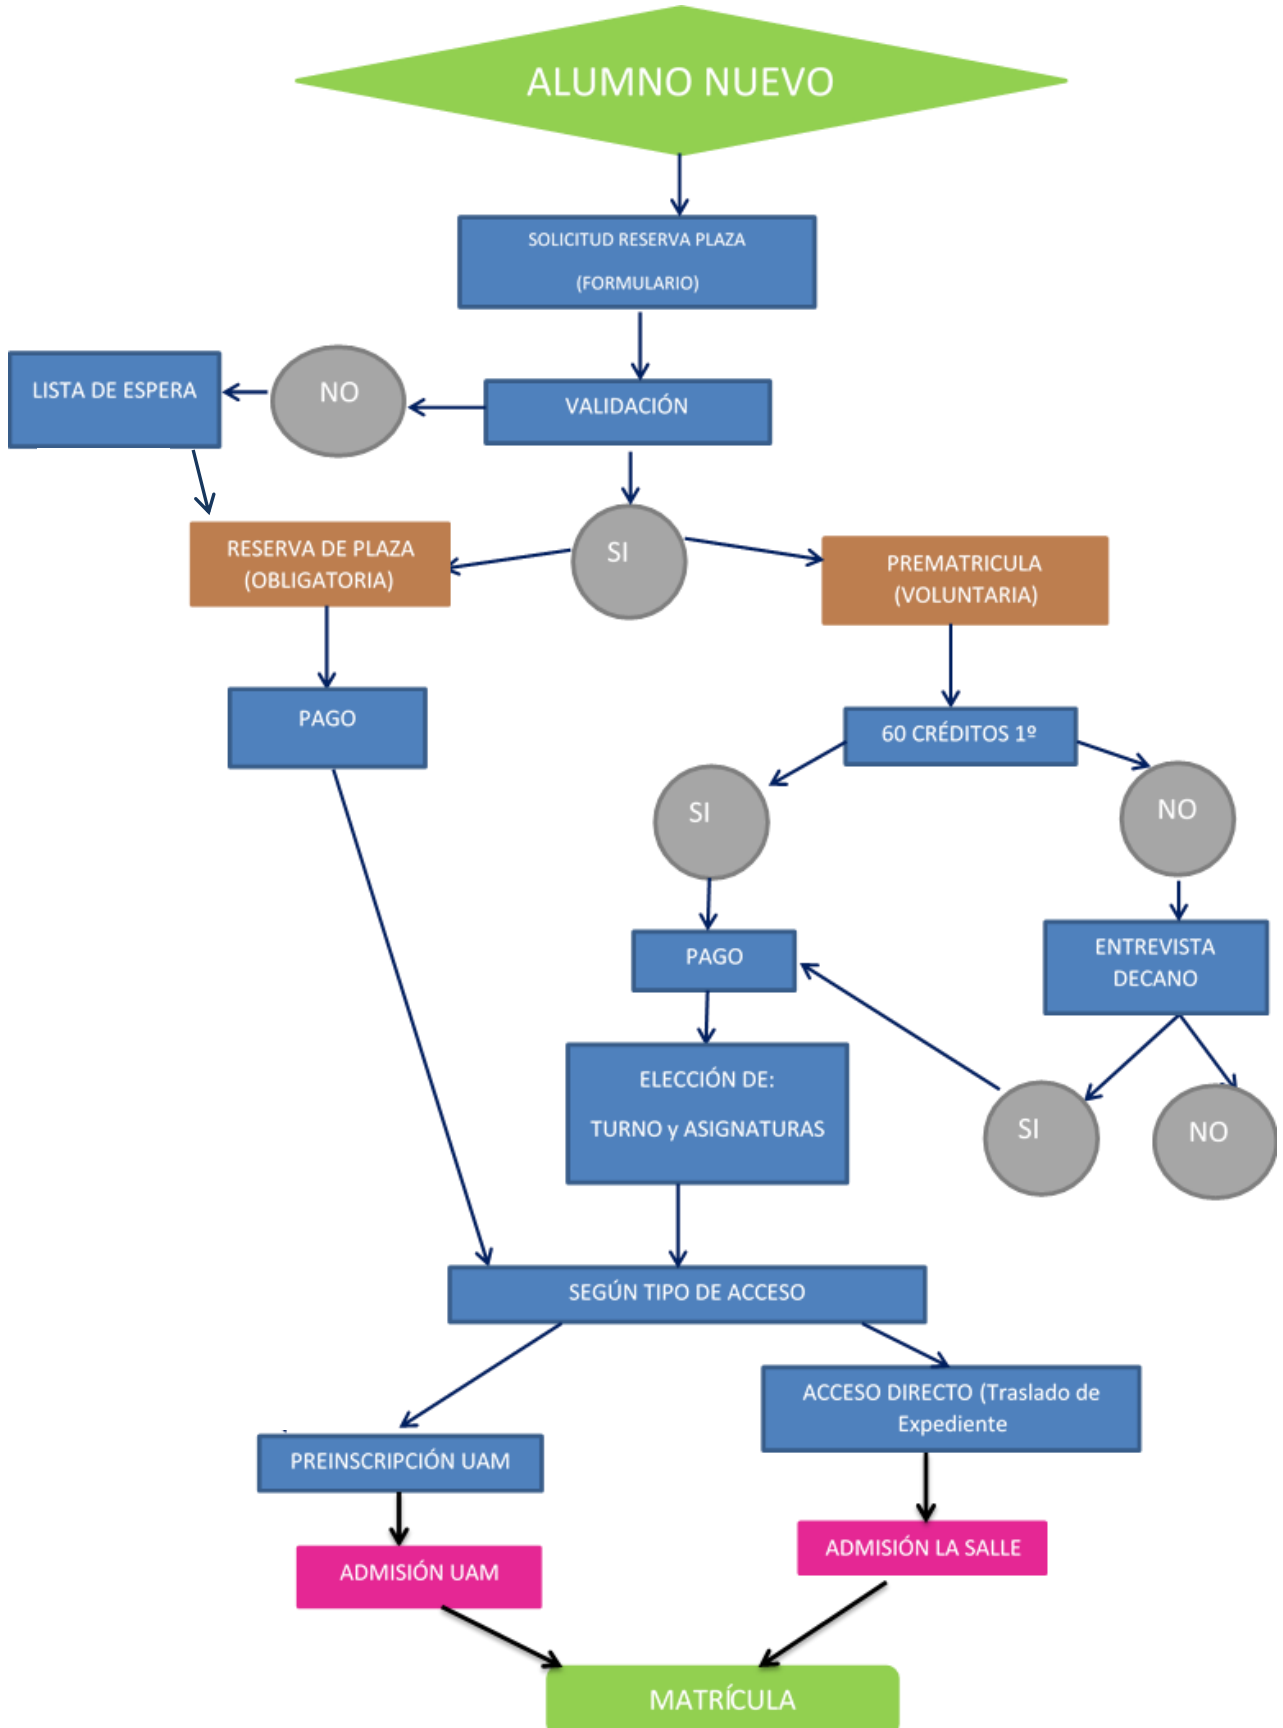 ALUMNO NUEVO
SOLICITUD RESERVA PLAZA
(FORMULARIO)
LISTA DE ESPERA
NO
VALIDACIÓN
RESERVA DE PLAZA
(OBLIGATORIA)
SI
PREMATRICULA
(VOLUNTARIA)
PAGO
60 CRÉDITOS 1º
SI
NO
PAGO
ENTREVISTA
DECANO
ELECCIÓN DE:
TURNO y ASIGNATURAS
SI
NO
SEGÚN TIPO DE ACCESO
ACCESO DIRECTO (Traslado de
Expediente
PREINSCRIPCIÓN UAM
ADMISIÓN LA SALLE
ADMISIÓN UAM
MATRÍCULA